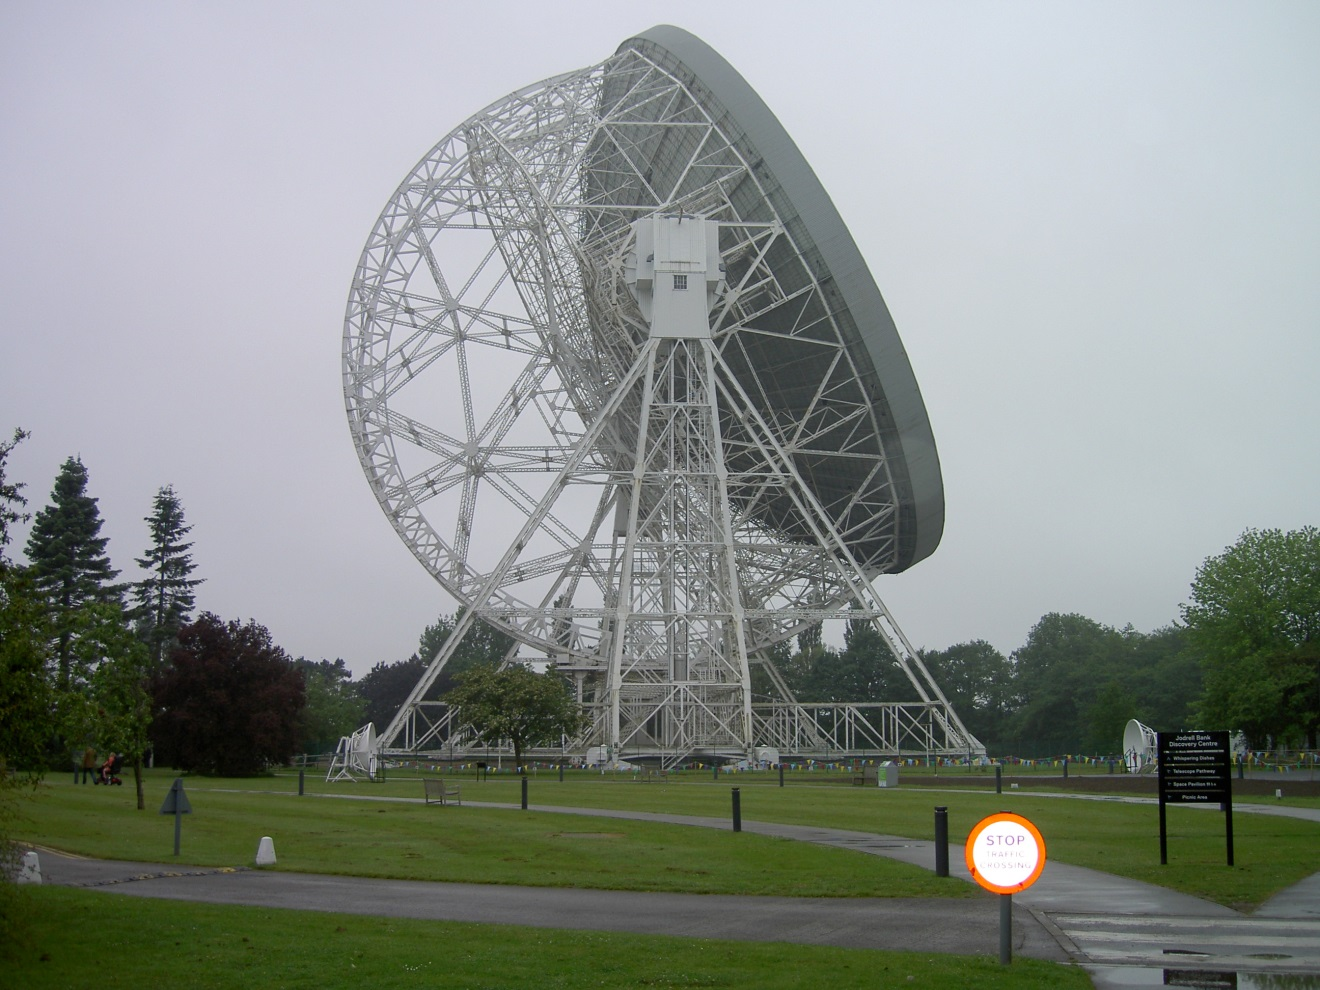 STOP
TRAFFIC
CROSSING
Jodrell Bank
Discovery Centre
Whispering Dishes
Telescope Pathway
Space Pavilion
Picnic Area